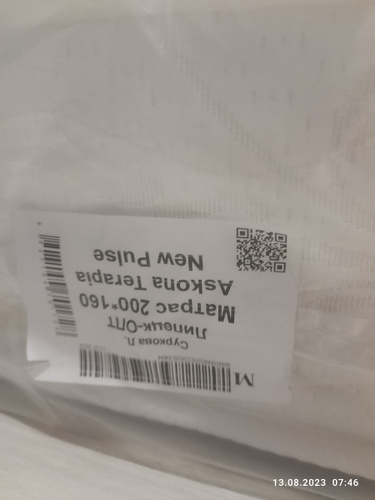 M
Суркова Л.
Липецк-ОПТ
Матрас 200*160
Askona Terapia
New Pulse
13.08.2023 07:46